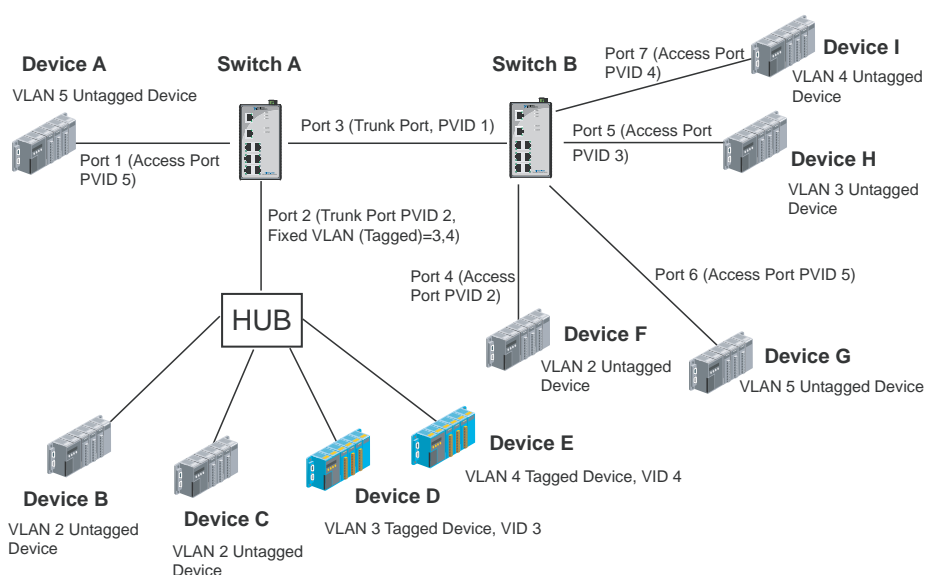 Device A
VLAN 5 Untagged Device
Switch A
Switch B
Port 7 (Access Port
PVID 4)
Device I
VLAN 4 Untagged
Device
Port 3 (Trunk Port, PVID 1)
Port 5 (Access Port
PVID 3)
Port 1 (Access Port
PVID 5)
Device H
VLAN 3 Untagged
Device
Port 2 (Trunk Port PVID 2,
Fixed VLAN (Tagged)=3,4)
Port 4 (Access
Port PVID 2)
Port 6 (Access Port PVID 5)
HUB
Device F
VLAN 2 Untagged
Device
Device G
VLAN 5 Untagged Device
Device E
VLAN 4 Tagged Device, VID 4
Device B
VLAN 2 Untagged
Device
Device C
VLAN 2 Untagged
Device
Device D
VLAN 3 Tagged Device, VID 3